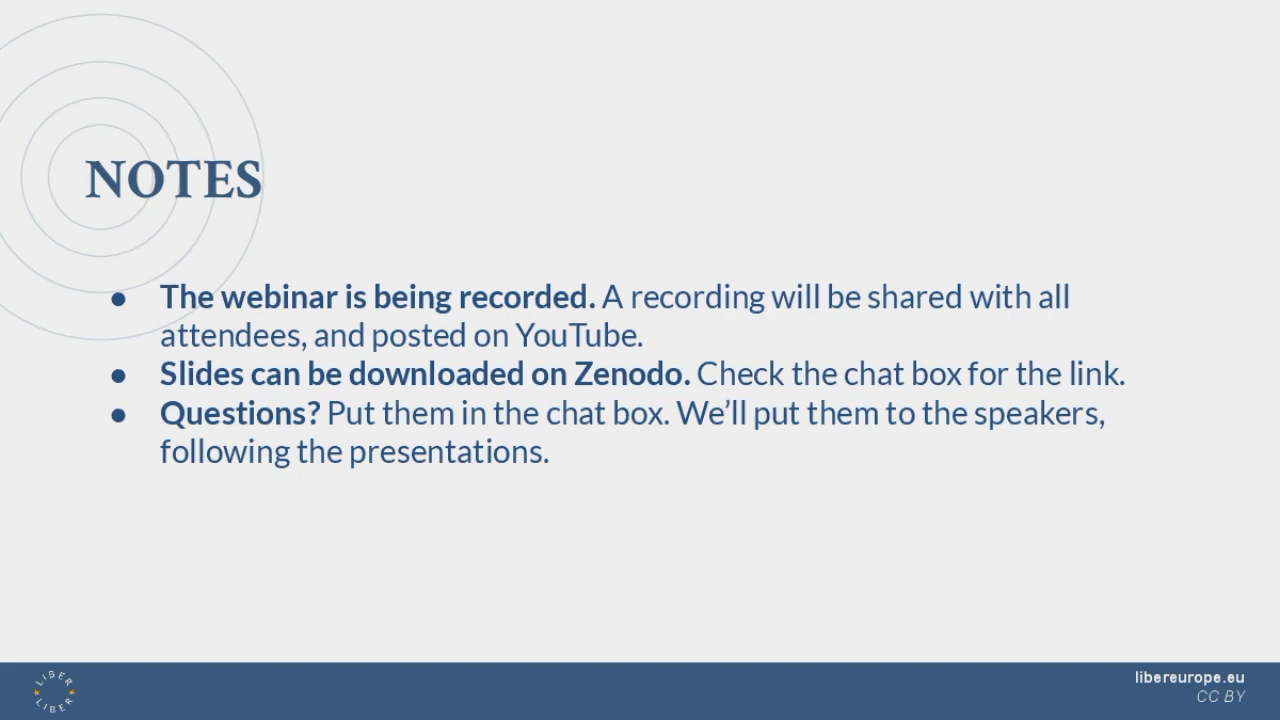 NOTES
● The webinar is being recorded. A recording will be shared with all
attendees, and posted on YouTube.
● Slides can be downloaded on Zenodo. Check the chat box for the link.
● Questions? Put them in the chat box. We’ll put them to the speakers,
following the presentations.
LIBER
LIBER
libereurope.eu
CC BY